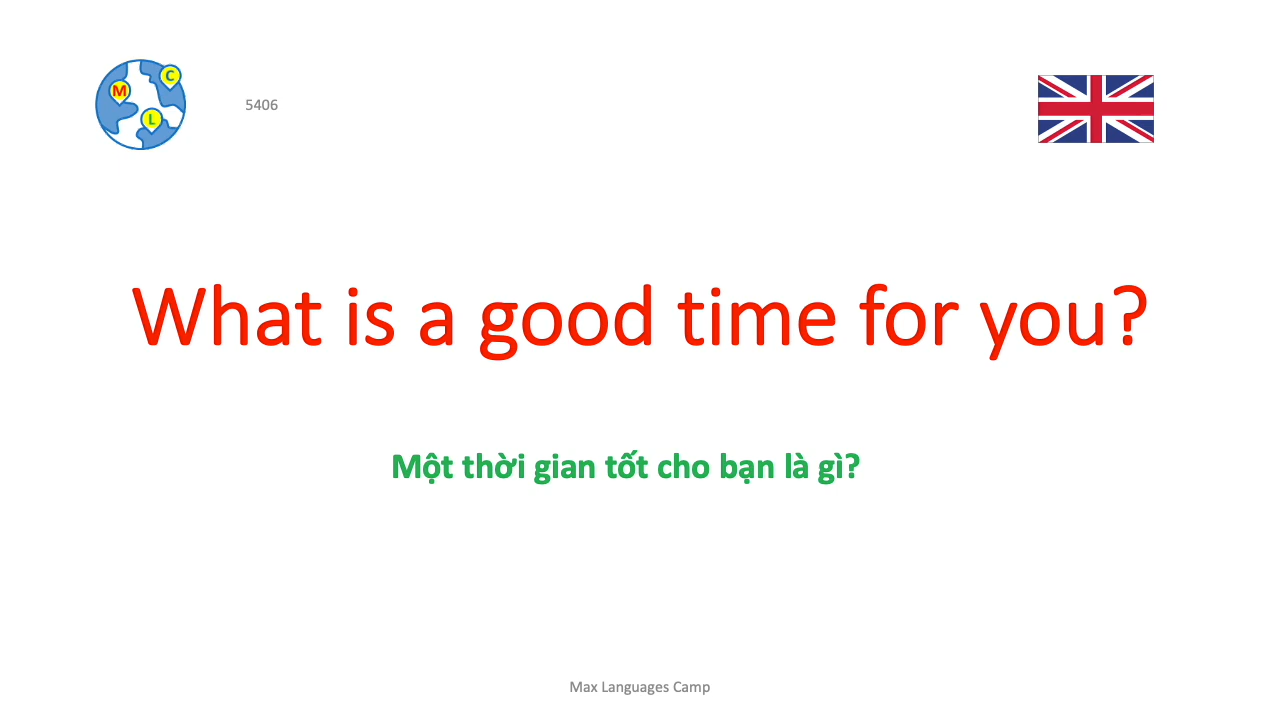 M
C
L
5406
What is a good time for you?
Một thời gian tốt cho bạn là gì?
Max Languages Camp